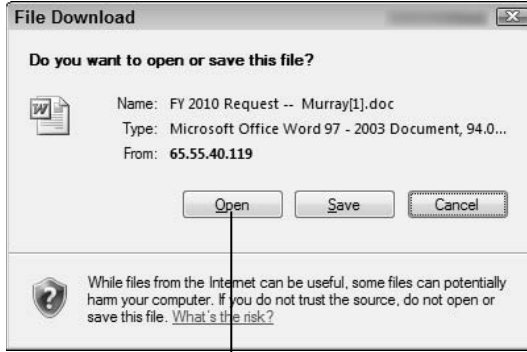 File Download
Do you want to open or save this file?
Name: FY 2010 Request -- Murray[1].doc
Type: Microsoft Office Word 97 - 2003 Document, 94.0...
From: 65.55.40.119
Open Save Cancel
While files from the Internet can be useful, some files can potentially
harm your computer. If you do not trust the source, do not open or
save this file. What's the risk?